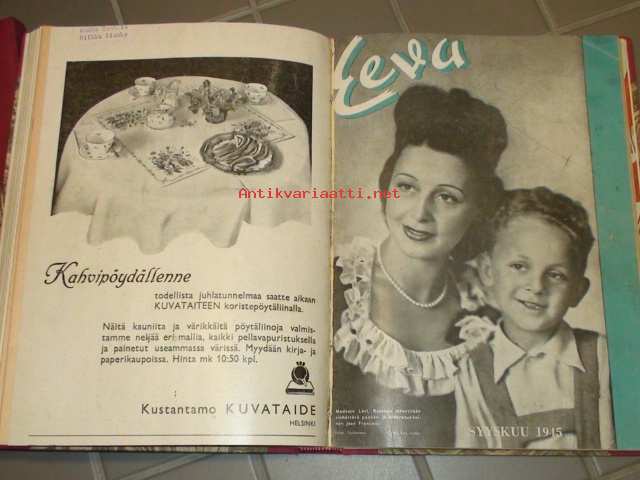 Kahvipöydällenne
todellista juhlatunnelmaa saatte aikaan
KUVATAITEEN koristepöytäliinalla.
Näitä kauniita ja värikkäitä pöytäliinoja valmis-
tamme neljää eri mallia, kaikki pellavapuristuksella
ja painetut useammassa värissä. Myydään kirja- ja
paperikaupoissa. Hinta mk 10:50 kpl.
Kustantamo KUVATAIDE
HELSINKI
Antikvariaatti.net
Eeva
SYYSKUU 1945